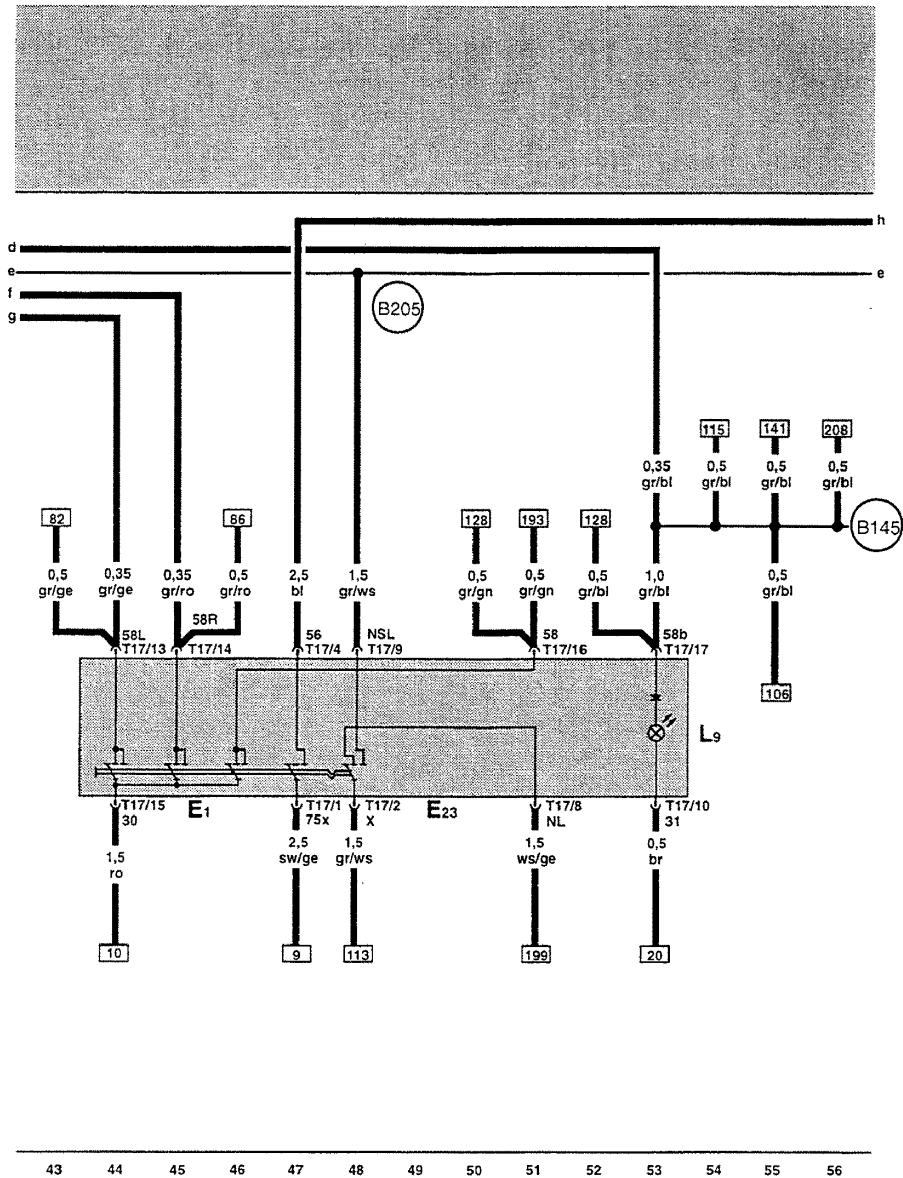 h
d
e e
f
g
B205
115 141 208
0,35 0,5 0,5 0,5
gr/bl gr/bl gr/bl gr/bl
82 86 128 193 128
B145
0,5 0,35 0,35 0,5 2,5 1,5 0,5 0,5 0,5 1,0 0,5
gr/ge gr/ge gr/ro gr/ro bl gr/ws gr/gn gr/gn gr/bl gr/bl gr/bl
58L 58R 56 NSL 58 58b
T17/13 T17/14 T17/4 T17/9 T17/16 T17/17
106
L9
T17/15 E1 T17/1 T17/2 E23 T17/8 T17/10
30 75x X NL 31
1,5 2,5 1,5 1,5 0,5
ro sw/ge gr/ws ws/ge br
10 9 113 199 20
43 44 45 46 47 48 49 50 51 52 53 54 55 56